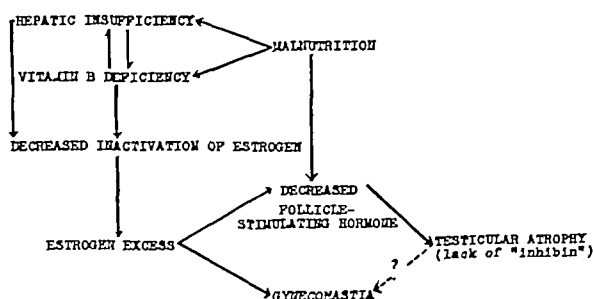 HEPATIC INSUFFICIENCY
MALNUTRITION
VITAMIN B DEFICIENCY
DECREASED INACTIVATION OF ESTROGEN
DECREASED
FOLLICLE-
STIMULATING HORMONE
ESTROGEN EXCESS
TESTICULAR ATROPHY
(lack of "inhibin")
?
GYNECOMASTIA